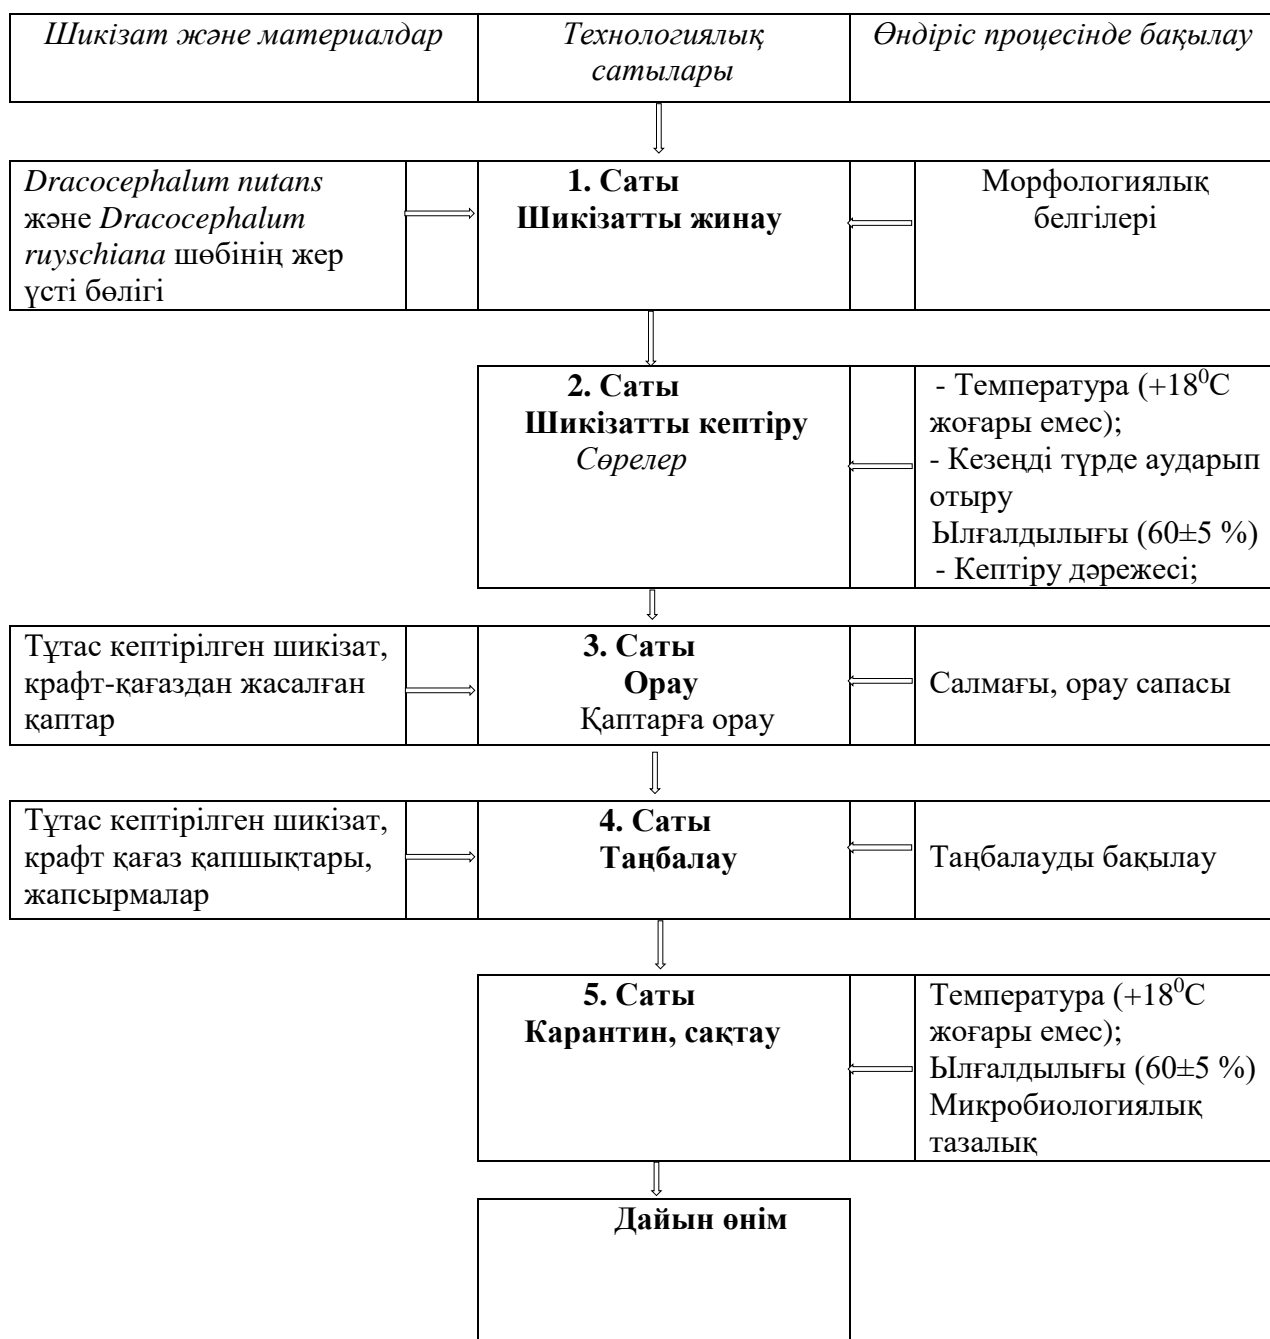 Шикізат және материалдар
Технологиялық
сатылары
Өндіріс процесінде бақылау
Dracocephalum nutans
және Dracocephalum
ruyschiana шөбінің жер
үсті бөлігі
1. Саты
Шикізатты жинау
Морфологиялық
белгілері
2. Саты
Шикізатты кептіру
Сөрелер
- Температура (+18⁰С
жоғары емес);
- Кезеңді түрде аударып
отыру
Ылғалдылығы (60±5 %)
- Кептіру дәрежесі;
Тұтас кептірілген шикізат,
крафт-қағаздан жасалған
қаптар
3. Саты
Орау
Қаптарға орау
Салмағы, орау сапасы
Тұтас кептірілген шикізат,
крафт қағаз қапшықтары,
жапсырмалар
4. Саты
Таңбалау
Таңбалауды бақылау
5. Саты
Карантин, сақтау
Температура (+18⁰С
жоғары емес);
Ылғалдылығы (60±5 %)
Микробиологиялық
тазалық
Дайын өнім